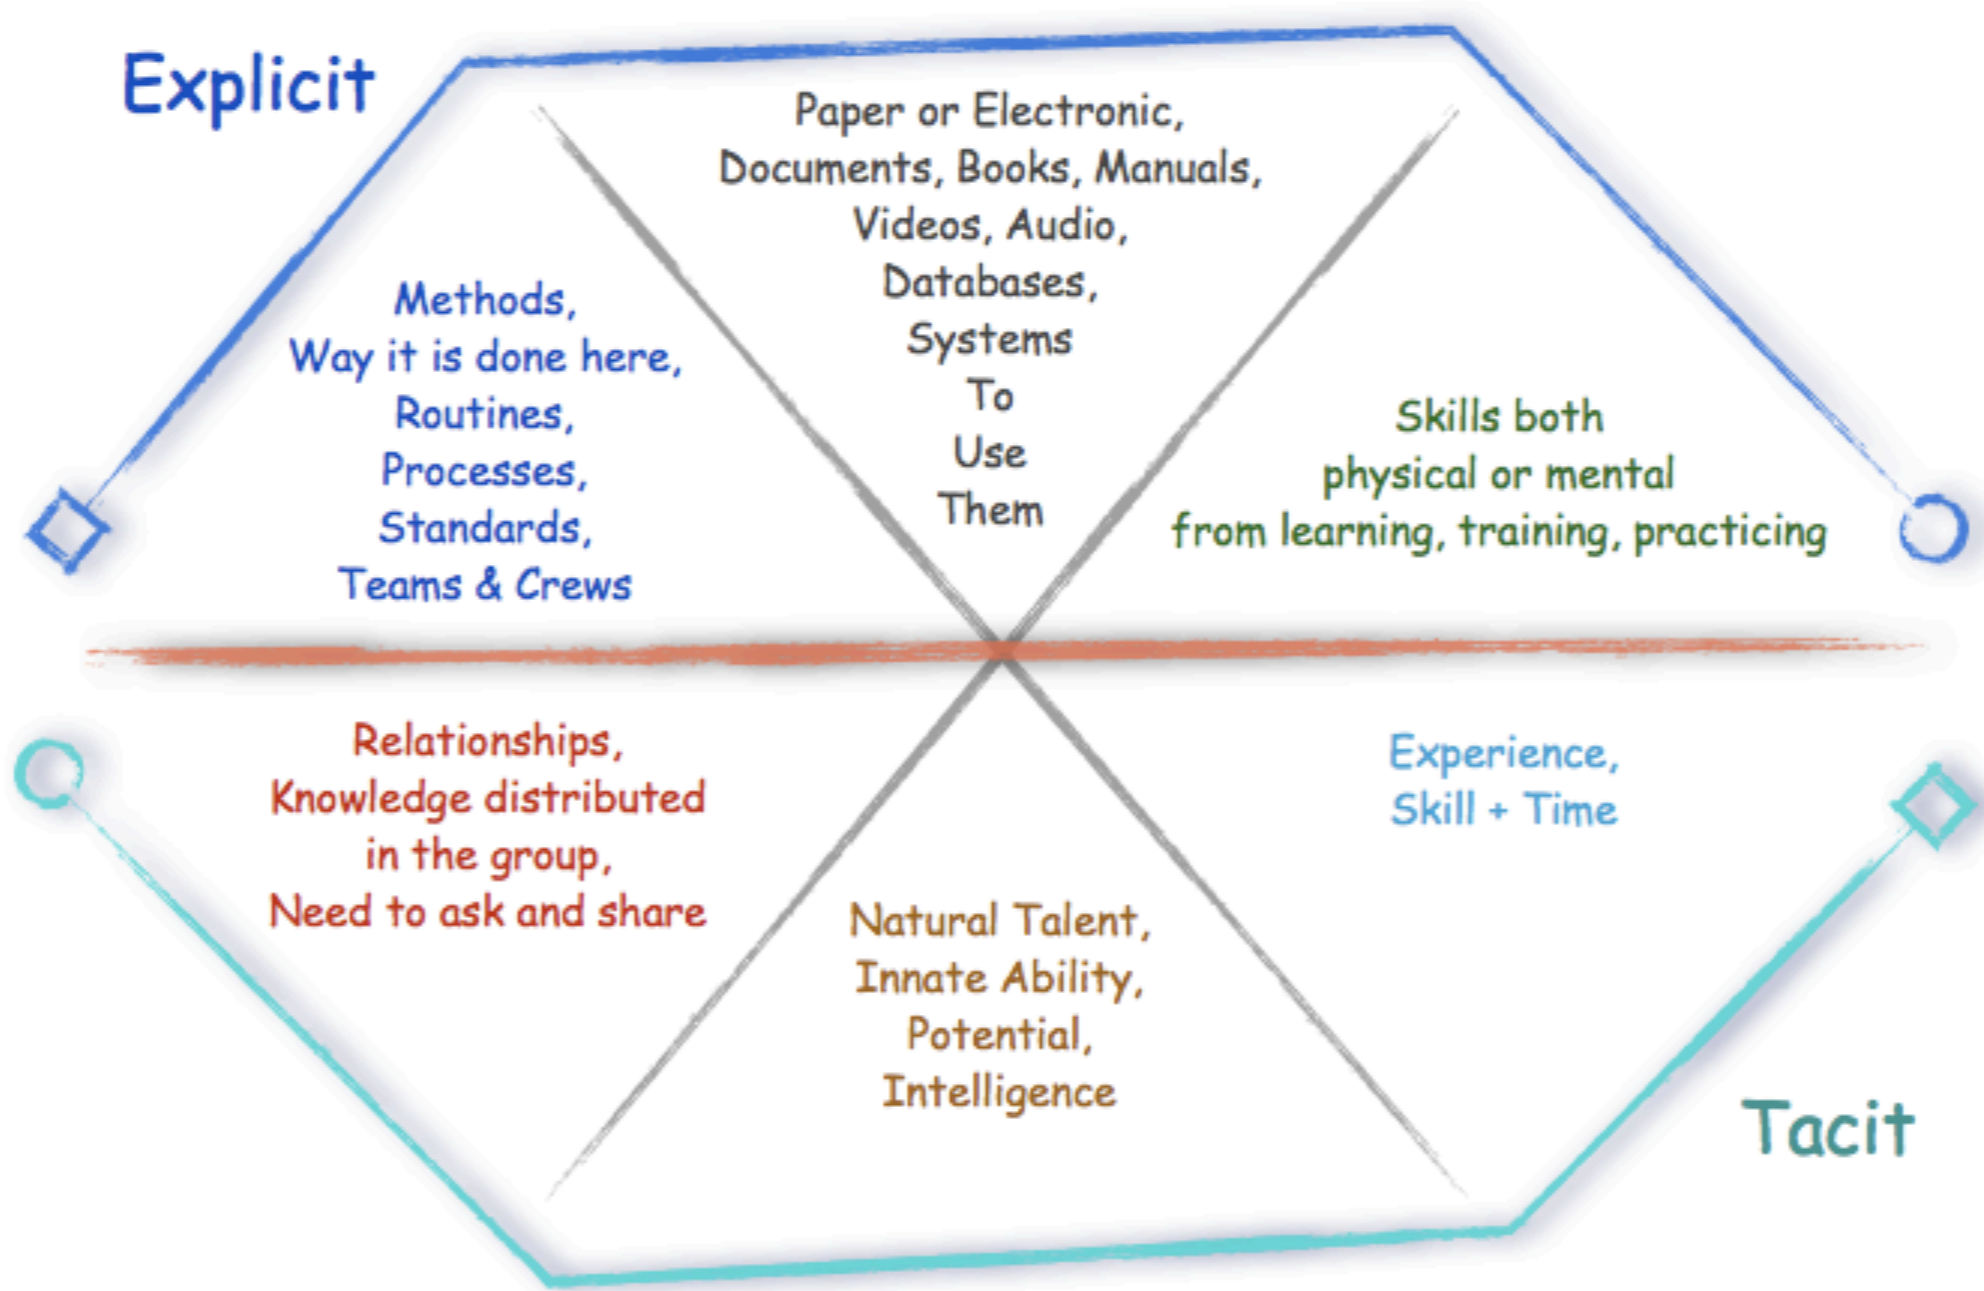 Explicit
Paper or Electronic,
Documents, Books, Manuals,
Videos, Audio,
Databases,
Systems
To
Use
Them
Methods,
Way it is done here,
Routines,
Processes,
Standards,
Teams & Crews
Skills both
physical or mental
from learning, training, practicing
Relationships,
Knowledge distributed
in the group,
Need to ask and share
Natural Talent,
Innate Ability,
Potential,
Intelligence
Experience,
Skill + Time
Tacit